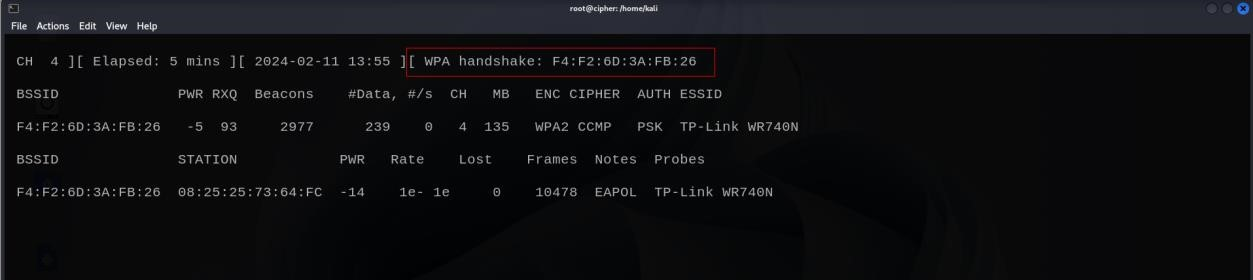 root@cipher: /home/kali
File Actions Edit View Help
CH 4 ][ Elapsed: 5 mins ][ 2024-02-11 13:55 ][ WPA handshake: F4:F2:6D:3A:FB:26
BSSID PWR RXQ Beacons #Data, #/s CH MB ENC CIPHER AUTH ESSID
F4:F2:6D:3A:FB:26 -5 93 2977 239 0 4 135 WPA2 CCMP PSK TP-Link WR740N
BSSID STATION PWR Rate Lost Frames Notes Probes
F4:F2:6D:3A:FB:26 08:25:25:73:64:FC -14 1e- 1e 0 10478 EAPOL TP-Link WR740N